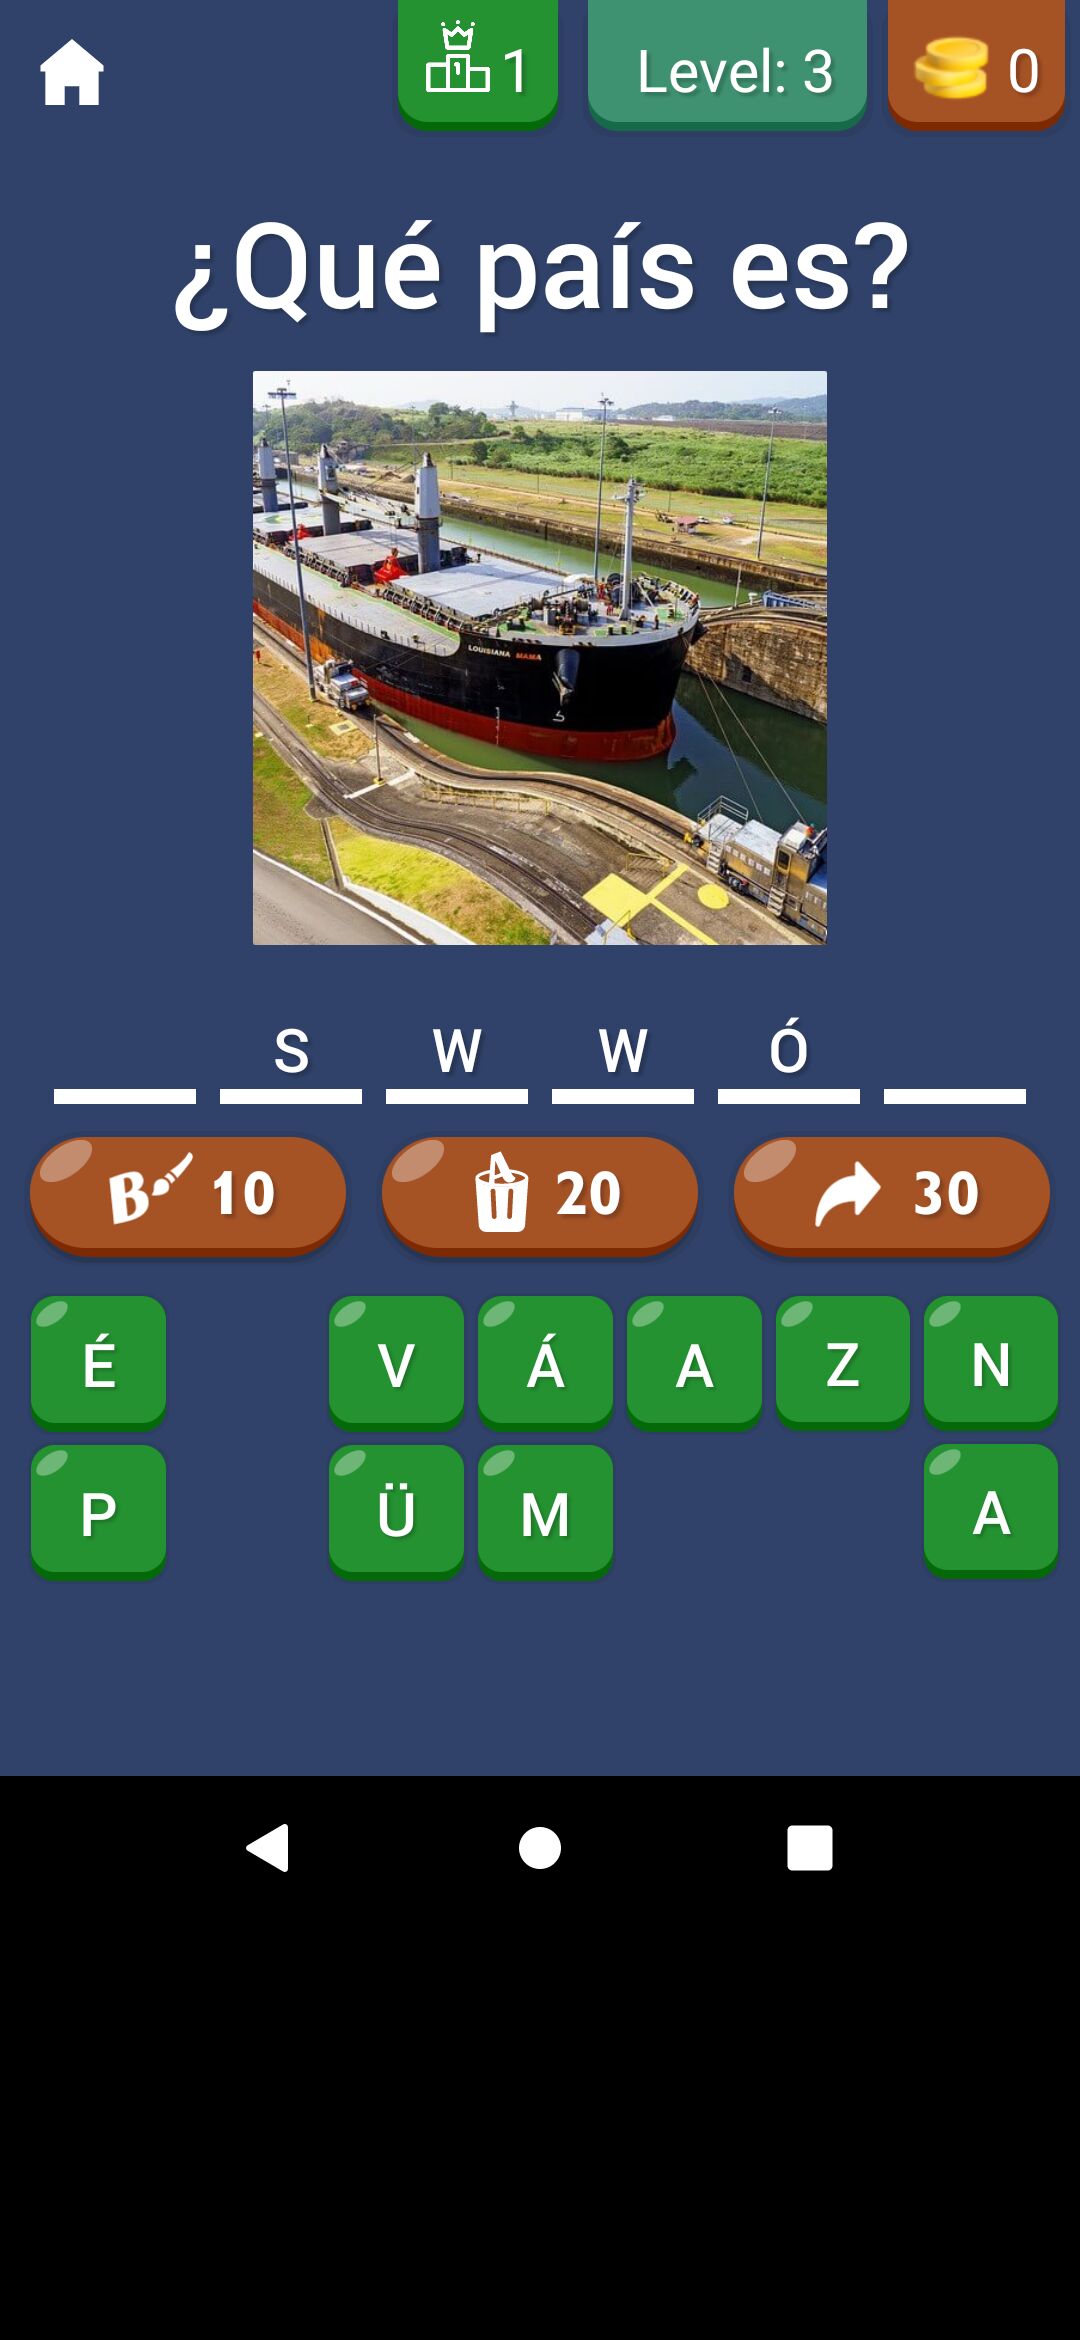 1 Level: 3 0
¿Qué país es?
LOUISIANA MAMA
S W W Ó
B 10 20 30
É V Á A Z N
P Ü M A